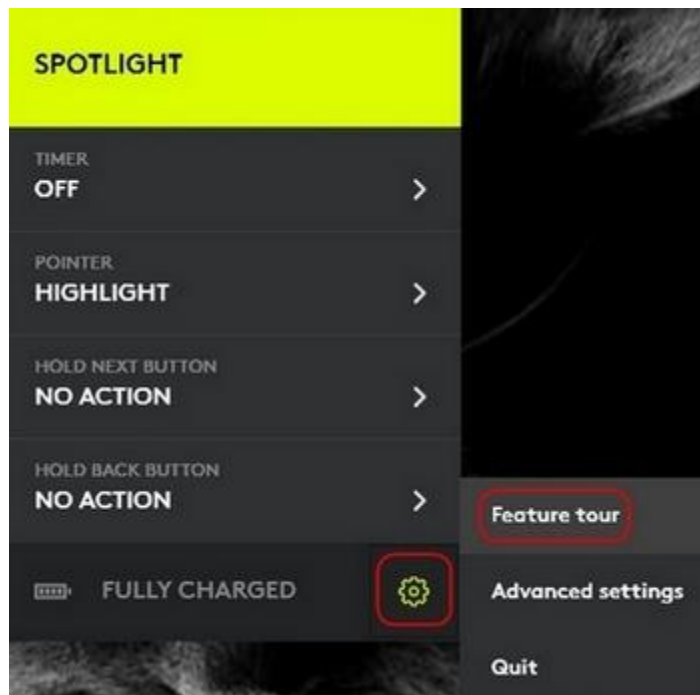 SPOTLIGHT
TIMER
OFF
POINTER
HIGHLIGHT
HOLD NEXT BUTTON
NO ACTION
HOLD BACK BUTTON
NO ACTION
FULLY CHARGED
Feature tour
Advanced settings
Quit